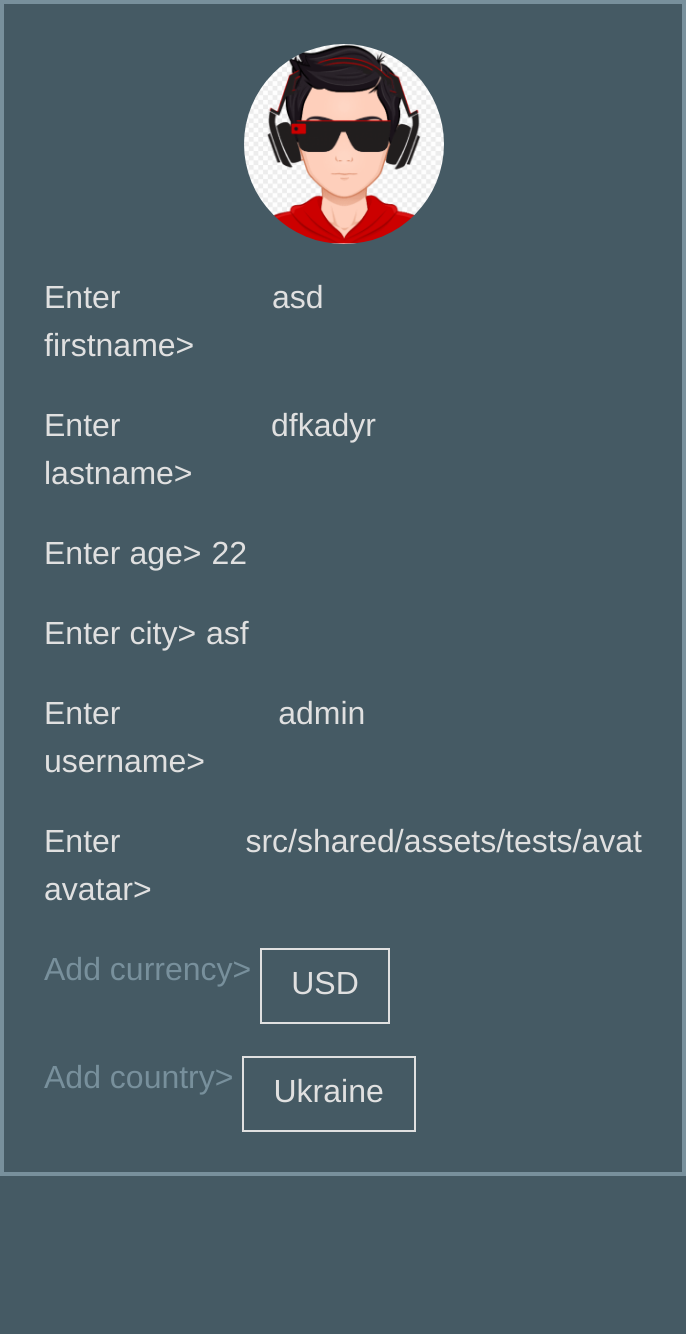 Enter asd
firstname>
Enter dfkadyr
lastname>
Enter age> 22
Enter city> asf
Enter admin
username>
Enter src/shared/assets/tests/avat
avatar>
Add currency> USD
Add country> Ukraine